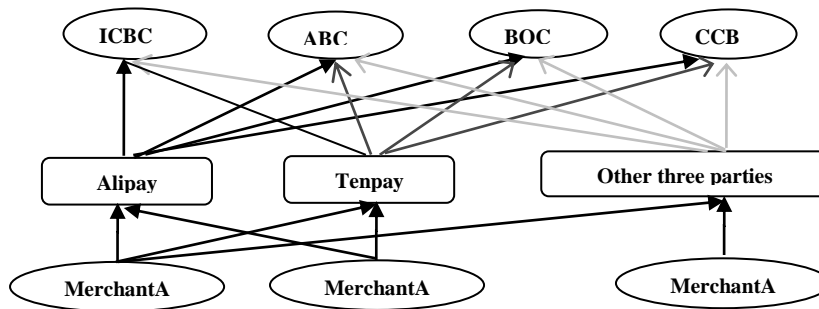 ICBC
ABC
BOC
CCB
Alipay
Tenpay
Other three parties
MerchantA
MerchantA
MerchantA